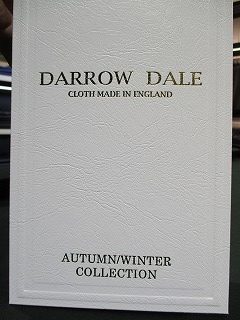 DARROW DALE
CLOTH MADE IN ENGLAND
AUTUMN/WINTER
COLLECTION